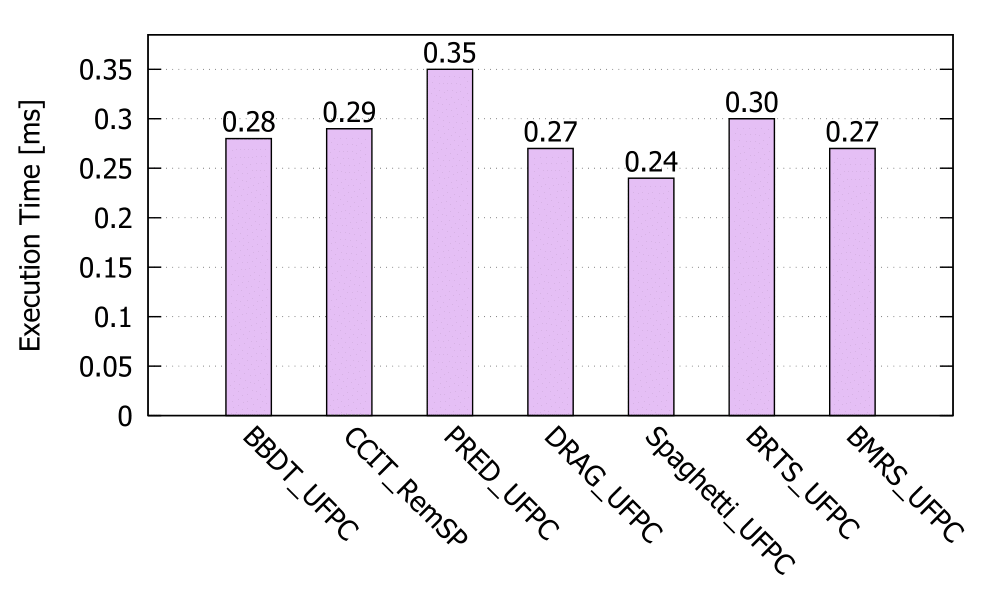 0.35
0.28
0.29
0.27
0.24
0.30
0.27
Execution Time [ms]
0.35
0.3
0.25
0.2
0.15
0.1
0.05
0
BBDT_UFPC
CCIT_RemSP
PRED_UFPC
DRAG_UFPC
Spaghetti_UFPC
BRTS_UFPC
BMRS_UFPC